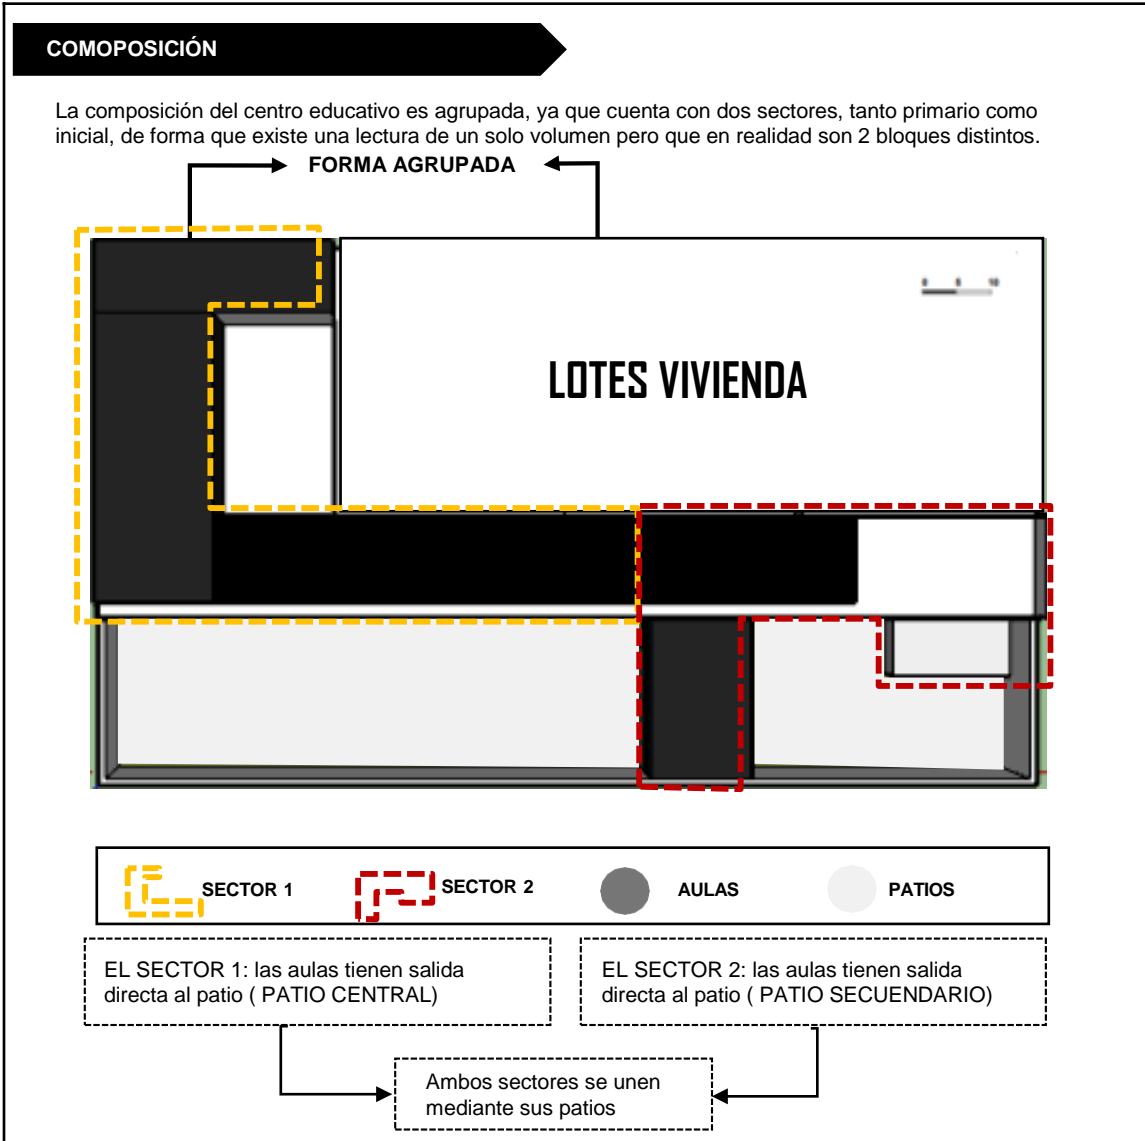 COMOPOSICIÓN
La composición del centro educativo es agrupada, ya que cuenta con dos sectores, tanto primario como
inicial, de forma que existe una lectura de un solo volumen pero que en realidad son 2 bloques distintos.
FORMA AGRUPADA
0 5 10
LOTES VIVIENDA
SECTOR 1
SECTOR 2
AULAS
PATIOS
EL SECTOR 1: las aulas tienen salida
directa al patio ( PATIO CENTRAL)
EL SECTOR 2: las aulas tienen salida
directa al patio ( PATIO SECUENDARIO)
Ambos sectores se unen
mediante sus patios